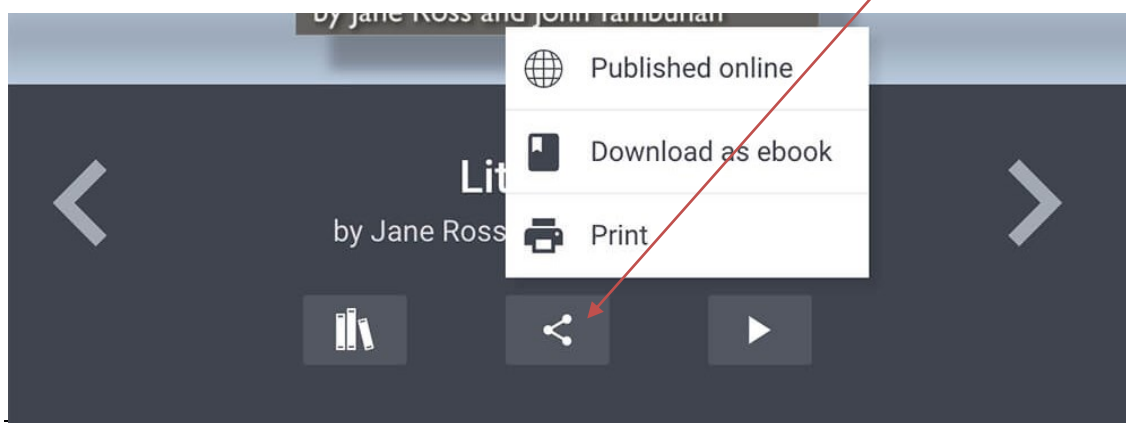 by Jane Ross and John Tambunan
Published online
Download as ebook
Lit
by Jane Ross
Print